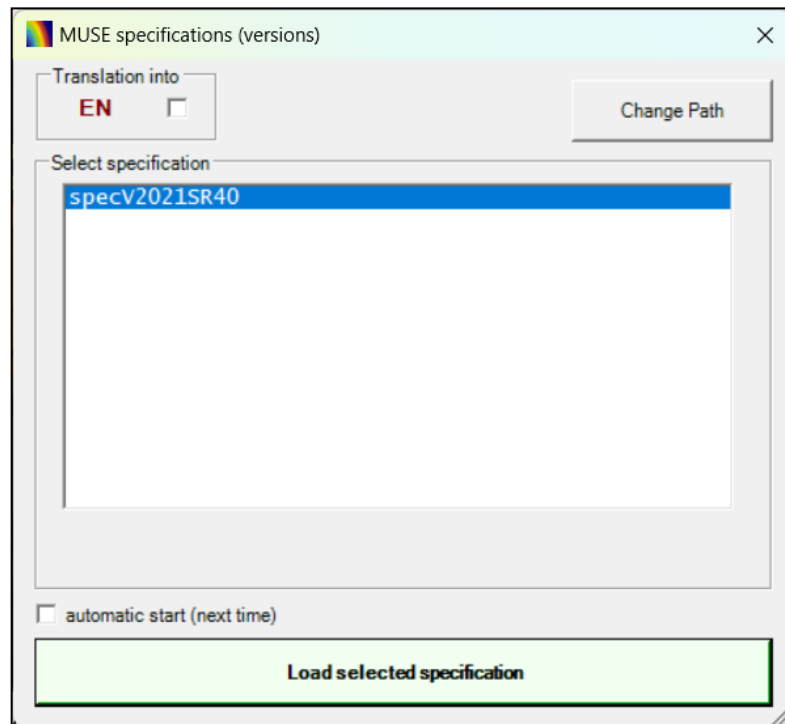 MUSE specifications (versions)
Translation into
EN
Change Path
Select specification
specV2021SR40
automatic start (next time)
Load selected specification